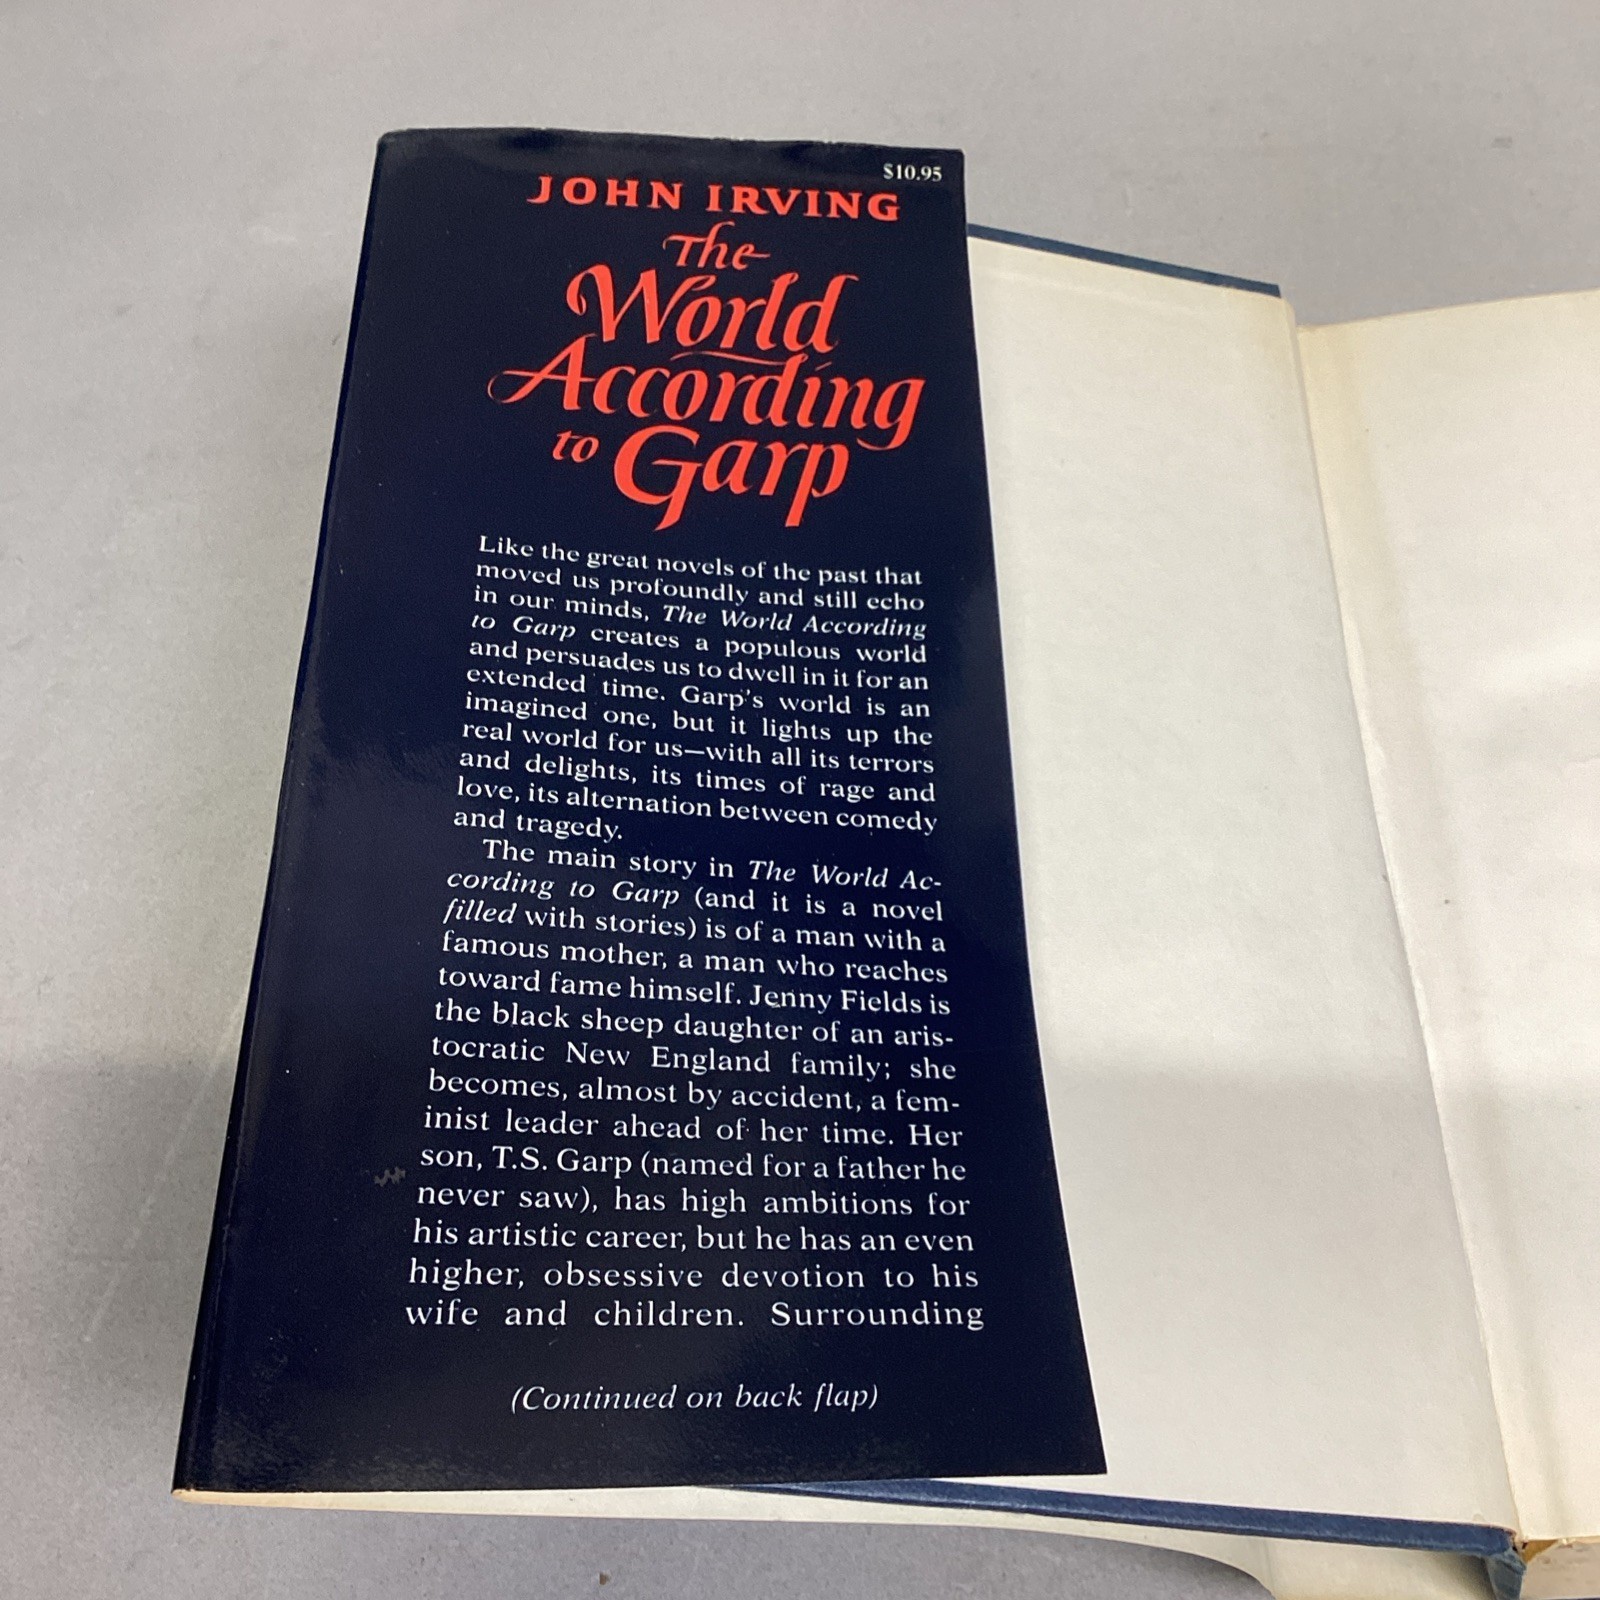 $10.95
JOHN IRVING
The
World
According
to Garp
Like the great novels of the past that
moved us profoundly and still echo
in our minds, The World According
to Garp creates a populous world
and persuades us to dwell in it for an
extended time. Garp's world is an
imagined one, but it lights up the
real world for us—with all its terrors
and delights, its times of rage and
love, its alternation between comedy
and tragedy.
The main story in The World Ac-
cording to Garp (and it is a novel
filled with stories) is of a man with a
famous mother, a man who reaches
toward fame himself. Jenny Fields is
the black sheep daughter of an aris-
tocratic New England family; she
becomes, almost by accident, a fem-
inist leader ahead of her time. Her
son, T.S. Garp (named for a father he
never saw), has high ambitions for
his artistic career, but he has an even
higher, obsessive devotion to his
wife and children. Surrounding
(Continued on back flap)